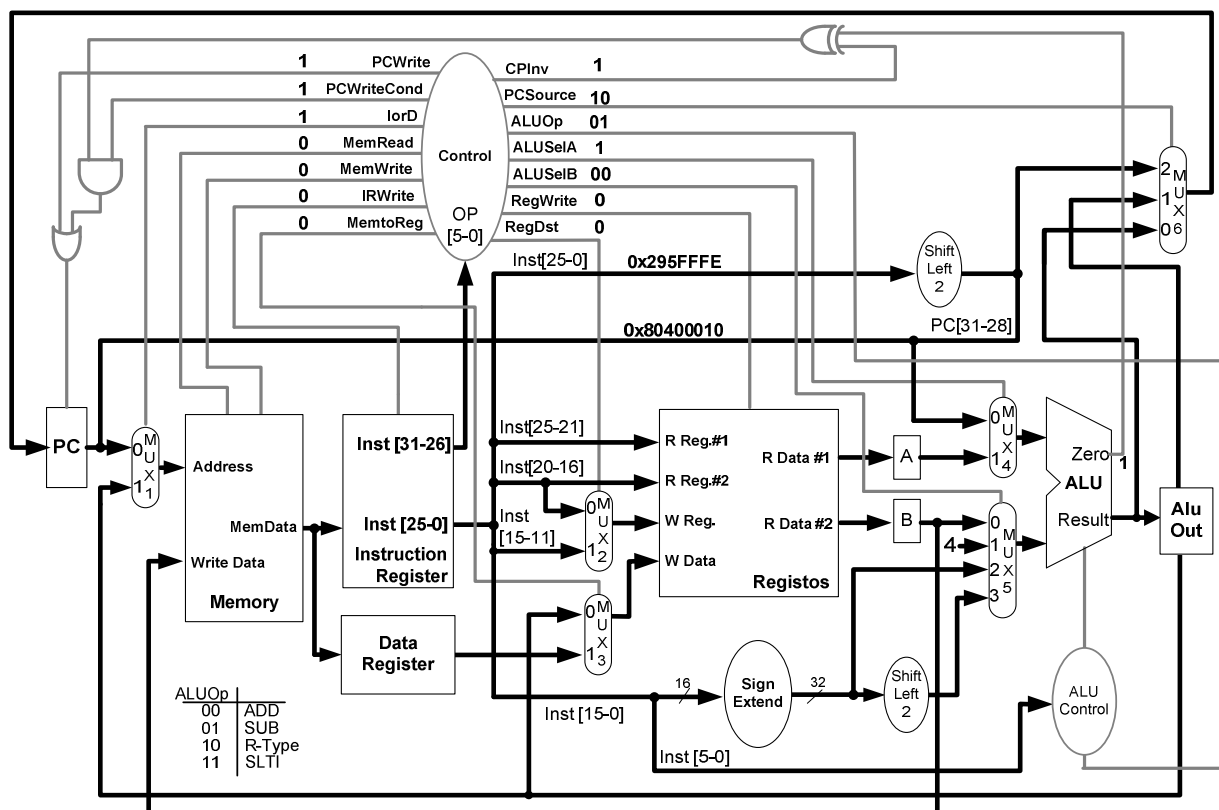 1 PCWrite
1 PCWriteCond
1 IorD
0 MemRead
0 MemWrite
0 IRWrite
0 MemtoReg
Control
OP
[5-0]
CPInv 1
PCSource 10
ALUOp 01
ALUSelA 1
ALUSelB 00
RegWrite 0
RegDst 0
Inst[25-0]
0x295FFFE
Shift
Left
2
PC[31-28]
0x80400010
2
1
0
M
U
X
6
PC
0
1
M
U
X
1
Address
MemData
Write Data
Memory
Inst [31-26]
Inst [25-0]
Instruction
Register
Data
Register
Inst[25-21]
Inst[20-16]
Inst
[15-11]
0
1
M
U
X
2
0
1
M
U
X
3
R Reg.#1
R Reg.#2
W Reg.
W Data
R Data #1
R Data #2
Registos
A
B
0
1
M
U
X
4
4
0
1
2
3
M
U
X
5
Zero
1
ALU
Result
Alu
Out
16
Sign
Extend
32
Shift
Left
2
ALU
Control
Inst [15-0]
Inst [5-0]
ALUOp
00 ADD
01 SUB
10 R-Type
11 SLTI